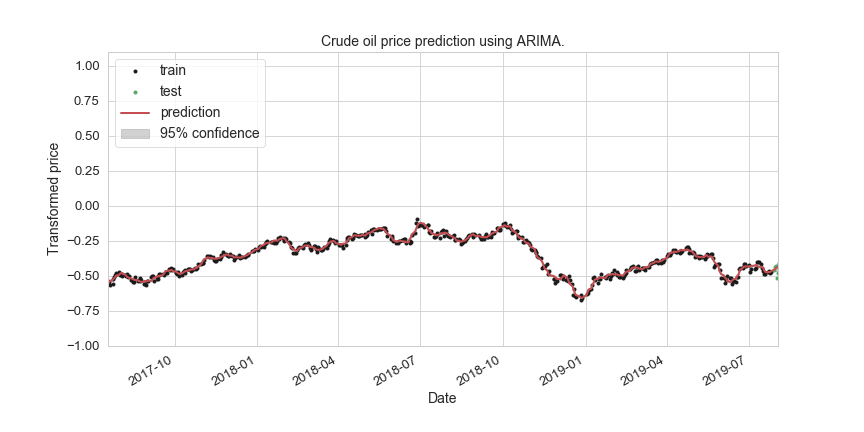 Crude oil price prediction using ARIMA.
1.00
0.75
0.50
0.25
0.00
−0.25
−0.50
−0.75
−1.00
Transformed price
train
test
prediction
95% confidence
2017-10
2018-01
2018-04
2018-07
2018-10
2019-01
2019-04
2019-07
Date